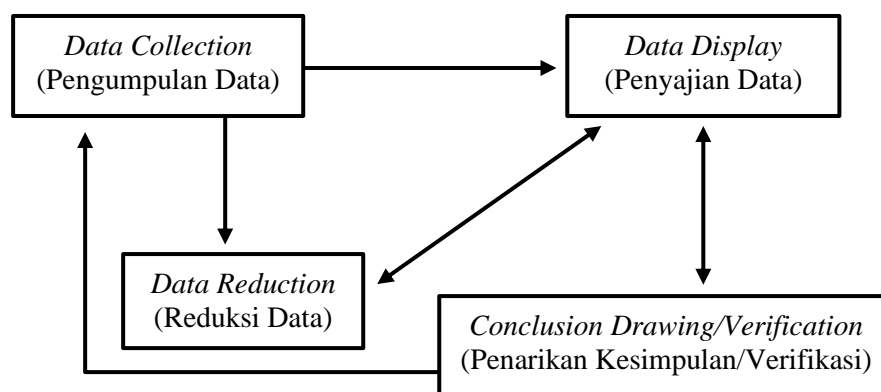 Data Collection
(Pengumpulan Data)
Data Display
(Penyajian Data)
Data Reduction
(Reduksi Data)
Conclusion Drawing/Verification
(Penarikan Kesimpulan/Verifikasi)